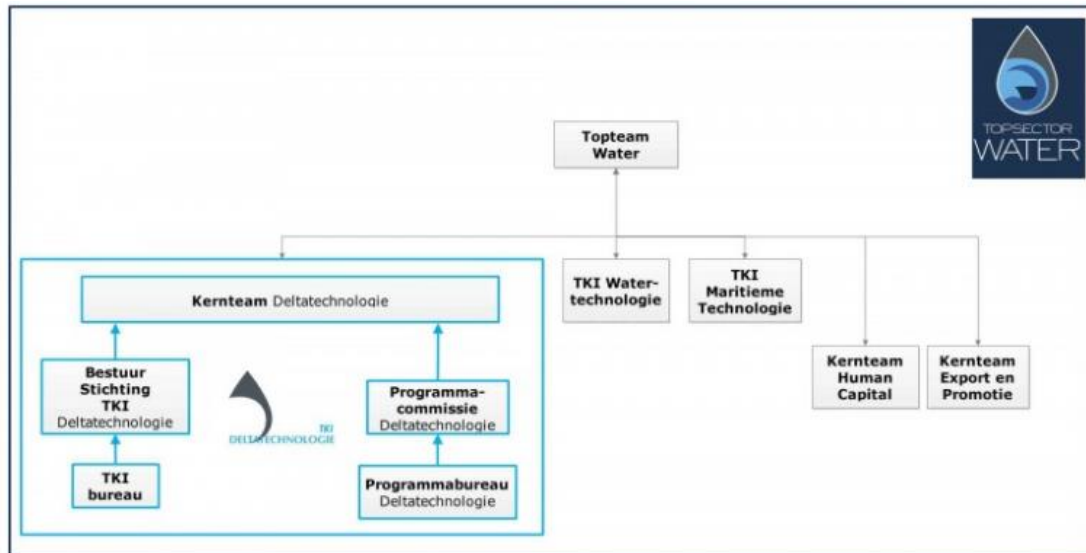 TOPSECTOR
WATER
Topteam
Water
Kernteam Deltatechnologie
TKI Water-
technologie
TKI
Maritieme
Technologie
Bestuur
Stichting
TKI
Deltatechnologie
TKI
DELTATECHNOLOGIE
Programma-
commissie
Deltatechnologie
Kernteam
Human
Capital
Kernteam
Export en
Promotie
TKI
bureau
Programmabureau
Deltatechnologie